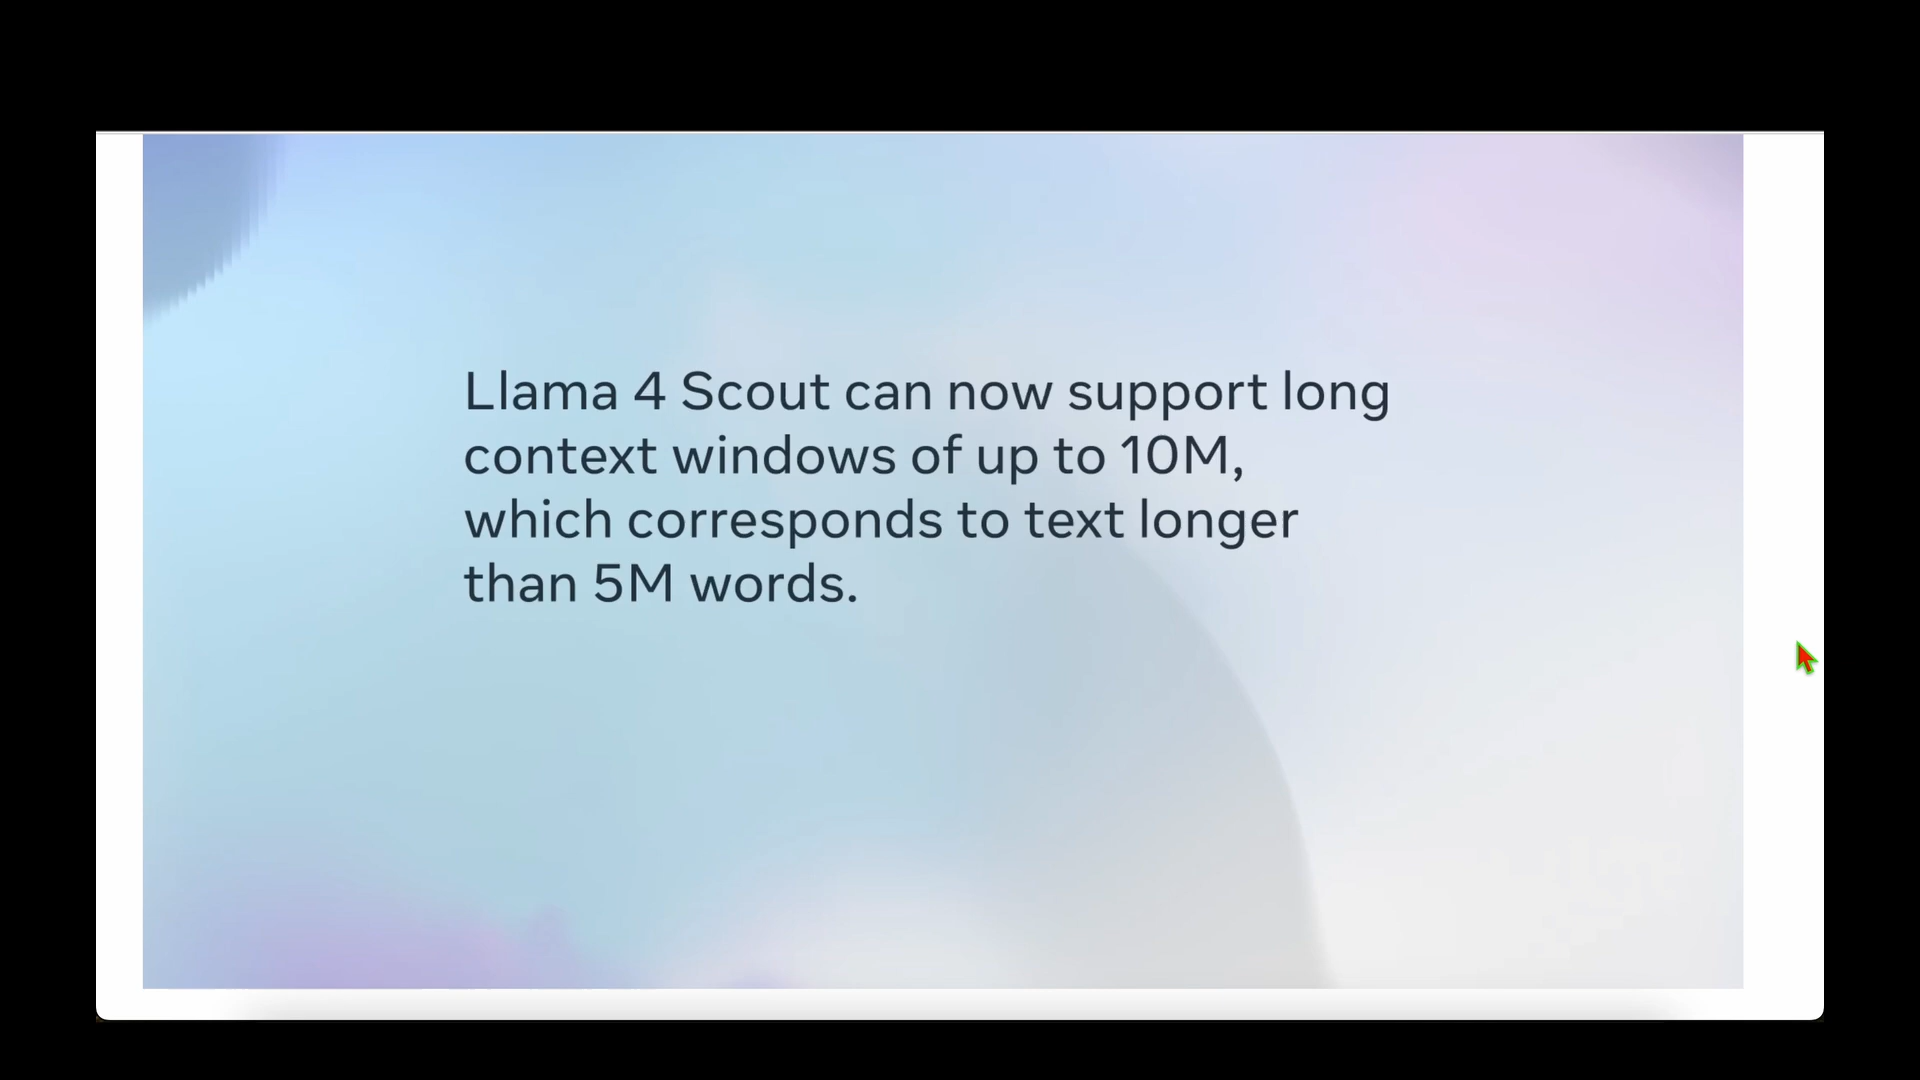 Llama 4 Scout can now support long
context windows of up to 10M,
which corresponds to text longer
than 5M words.